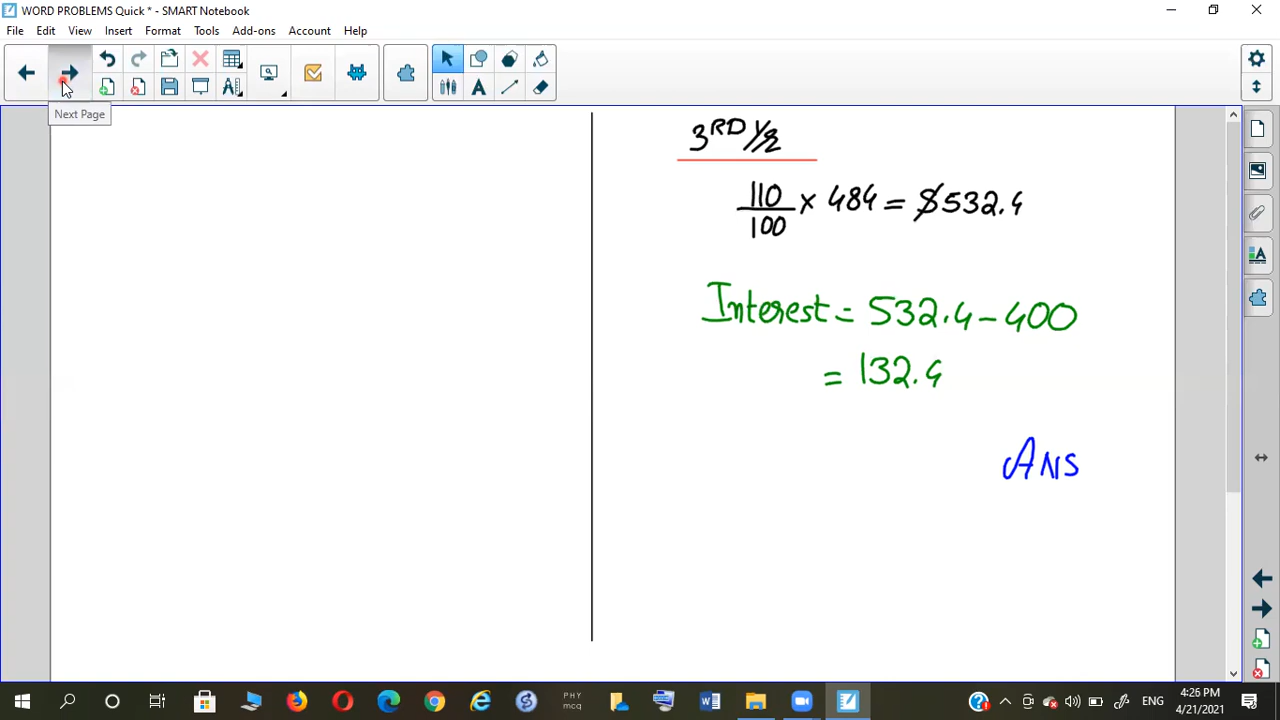 WORD PROBLEMS Quick * - SMART Notebook
File Edit View Insert Format Tools Add-ons Account Help
Next Page
3RD YR
110/100 × 484 = $532.4
Interest = 532.4 - 400
= 132.4
ANS
PHY
mcq
ENG
4:26 PM
4/21/2021